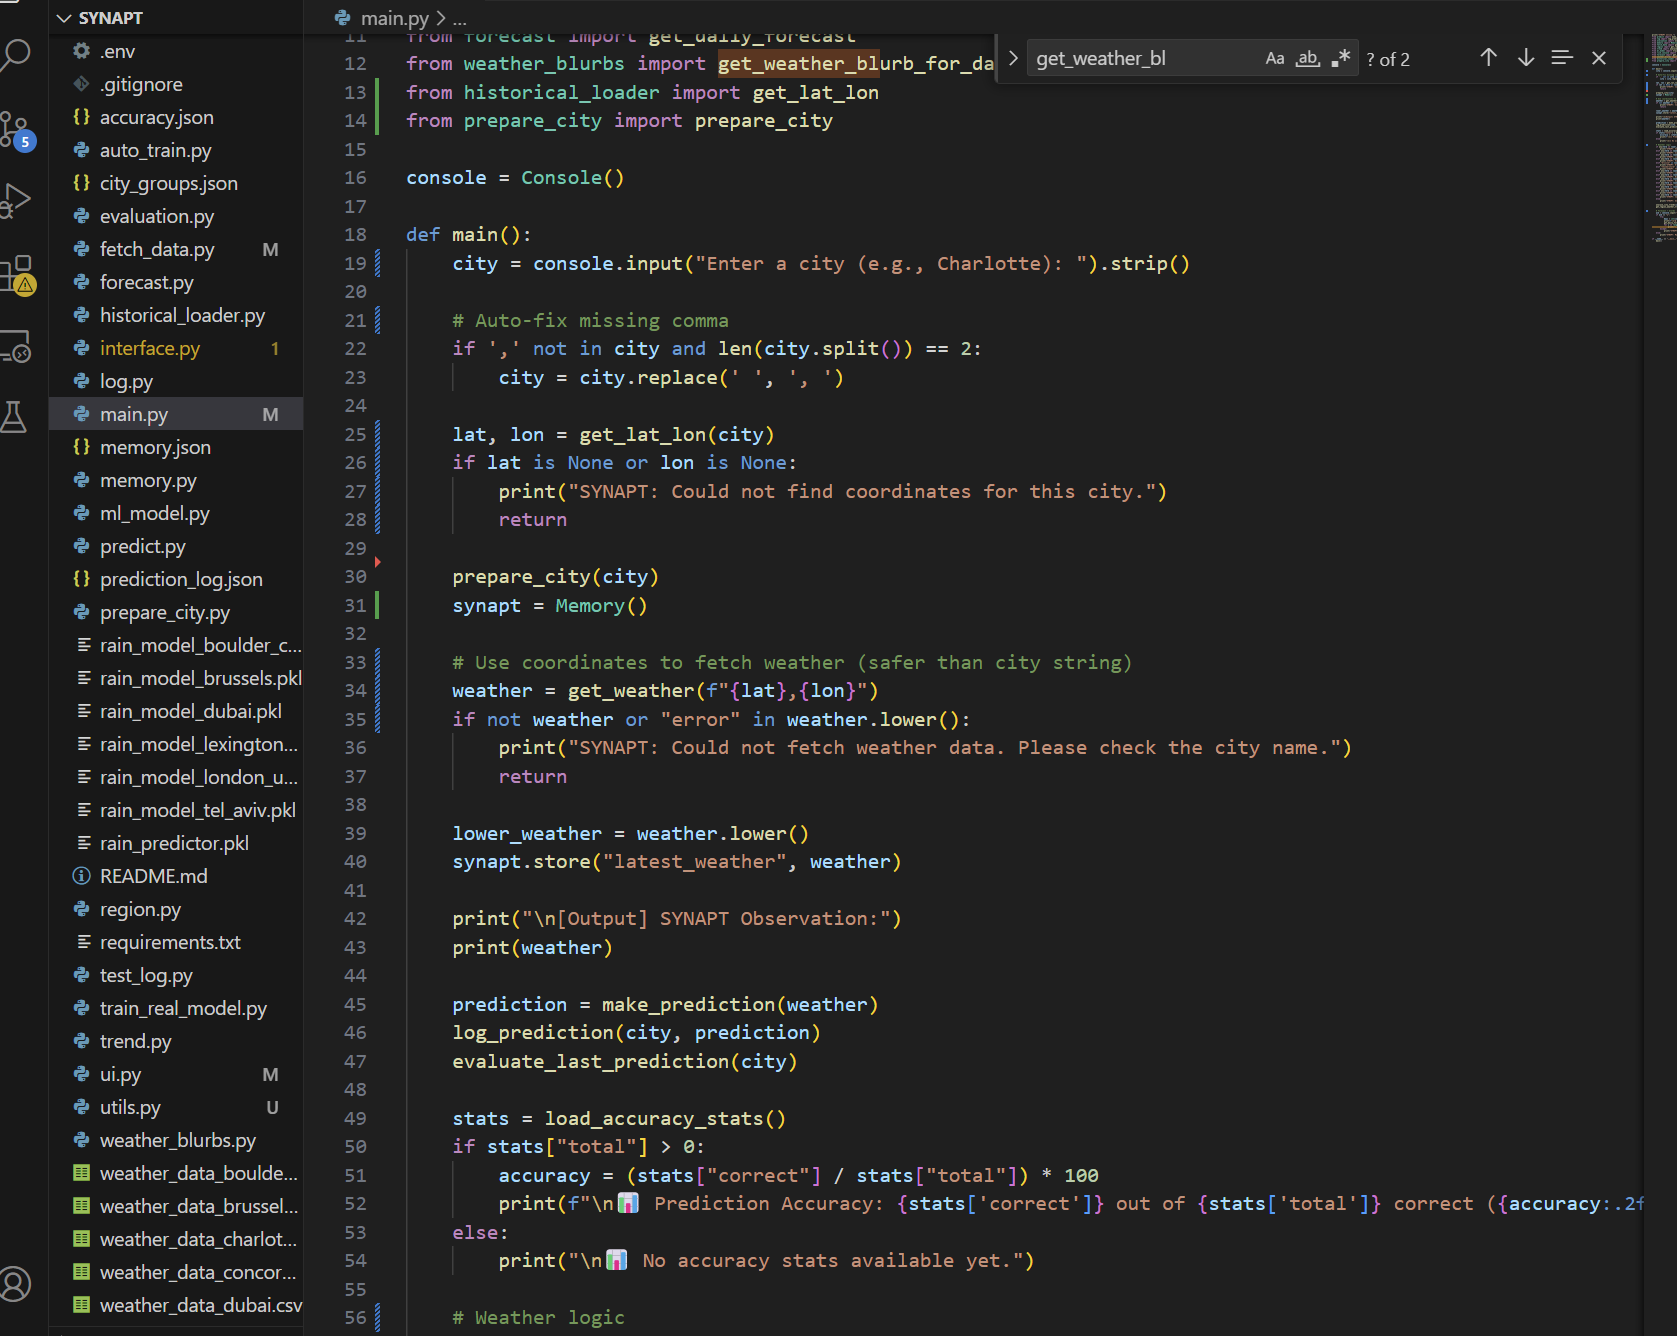 SYNAPT
.env
.gitignore
accuracy.json
auto_train.py
city_groups.json
evaluation.py
fetch_data.py M
forecast.py
historical_loader.py
interface.py 1
log.py
main.py M
memory.json
memory.py
ml_model.py
predict.py
prediction_log.json
prepare_city.py
rain_model_boulder_c...
rain_model_brussels.pkl
rain_model_dubai.pkl
rain_model_lexington...
rain_model_london_u...
rain_model_tel_aviv.pkl
rain_predictor.pkl
README.md
region.py
requirements.txt
test_log.py
train_real_model.py
trend.py
ui.py M
utils.py U
weather_blurbs.py
weather_data_boulde...
weather_data_brussel...
weather_data_charlot...
weather_data_concor...
weather_data_dubai.csv
5
main.py > ...
get_weather_bl Aa ab .* ? of 2
11 from forecast import get_daily_forecast
12 from weather_blurbs import get_weather_blurb_for_da
13 from historical_loader import get_lat_lon
14 from prepare_city import prepare_city
15
16 console = Console()
17
18 def main():
19     city = console.input("Enter a city (e.g., Charlotte): ").strip()
20
21     # Auto-fix missing comma
22     if ',' not in city and len(city.split()) == 2:
23         city = city.replace(' ', ', ')
24
25     lat, lon = get_lat_lon(city)
26     if lat is None or lon is None:
27         print("SYNAPT: Could not find coordinates for this city.")
28         return
29
30     prepare_city(city)
31     synapt = Memory()
32
33     # Use coordinates to fetch weather (safer than city string)
34     weather = get_weather(f"{lat},{lon}")
35     if not weather or "error" in weather.lower():
36         print("SYNAPT: Could not fetch weather data. Please check the city name.")
37         return
38
39     lower_weather = weather.lower()
40     synapt.store("latest_weather", weather)
41
42     print("\n[Output] SYNAPT Observation:")
43     print(weather)
44
45     prediction = make_prediction(weather)
46     log_prediction(city, prediction)
47     evaluate_last_prediction(city)
48
49     stats = load_accuracy_stats()
50     if stats["total"] > 0:
51         accuracy = (stats["correct"] / stats["total"]) * 100
52         print(f"\n📊 Prediction Accuracy: {stats['correct']} out of {stats['total']} correct ({accuracy:.2f
53     else:
54         print("\n📊 No accuracy stats available yet.")
55
56     # Weather logic